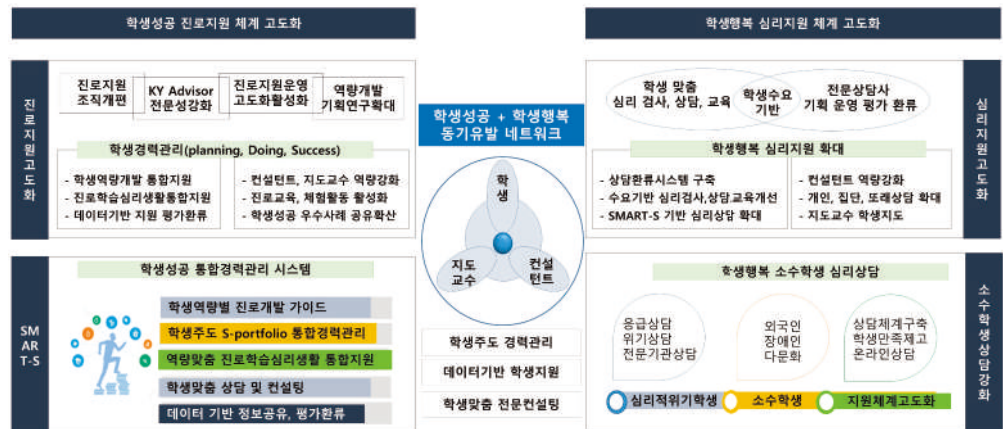 학생성공 진로지원 체계 고도화
진로지원고도화
진로지원
조직개편
KY Advisor
전문성강화
진로지원운영
고도화활성화
역량개발
기획연구확대
학생경력관리(planning, Doing, Success)
- 학생역량개발 통합지원
- 진로학습심리생활통합지원
- 데이터기반 지원 평가환류
- 컨설턴트, 지도교수 역량강화
- 진로교육, 체험활동 활성화
- 학생성공 우수사례 공유확산
SM
ART-S
학생성공 통합경력관리 시스템
학생역량별 진로개발 가이드
학생주도 S-portfolio 통합경력관리
역량맞춤 진로학습심리생활 통합지원
학생맞춤 상담 및 컨설팅
데이터 기반 정보공유, 평가환류
학생성공 + 학생행복
동기유발 네트워크
학
생
지도
교수
컨설
턴트
학생주도 경력관리
데이터기반 학생지원
학생맞춤 전문컨설팅
학생행복 심리지원 체계 고도화
학생 맞춤
심리 검사, 상담, 교육
학생수요
기반
전문상담사
기획 운영 평가 환류
학생행복 심리지원 확대
- 상담환류시스템 구축
- 수요기반 심리검사,상담,교육개선
- SMART-S 기반 심리상담 확대
- 컨설턴트 역량강화
- 개인, 집단, 또래상담 확대
- 지도교수 학생지도
심리지원고도화
학생행복 소수학생 심리상담
응급상담
위기상담
전문기관상담
외국인
장애인
다문화
상담체계구축
학생만족제고
온라인상담
심리적위기학생
소수학생
지원체계고도화
소수학생상담강화